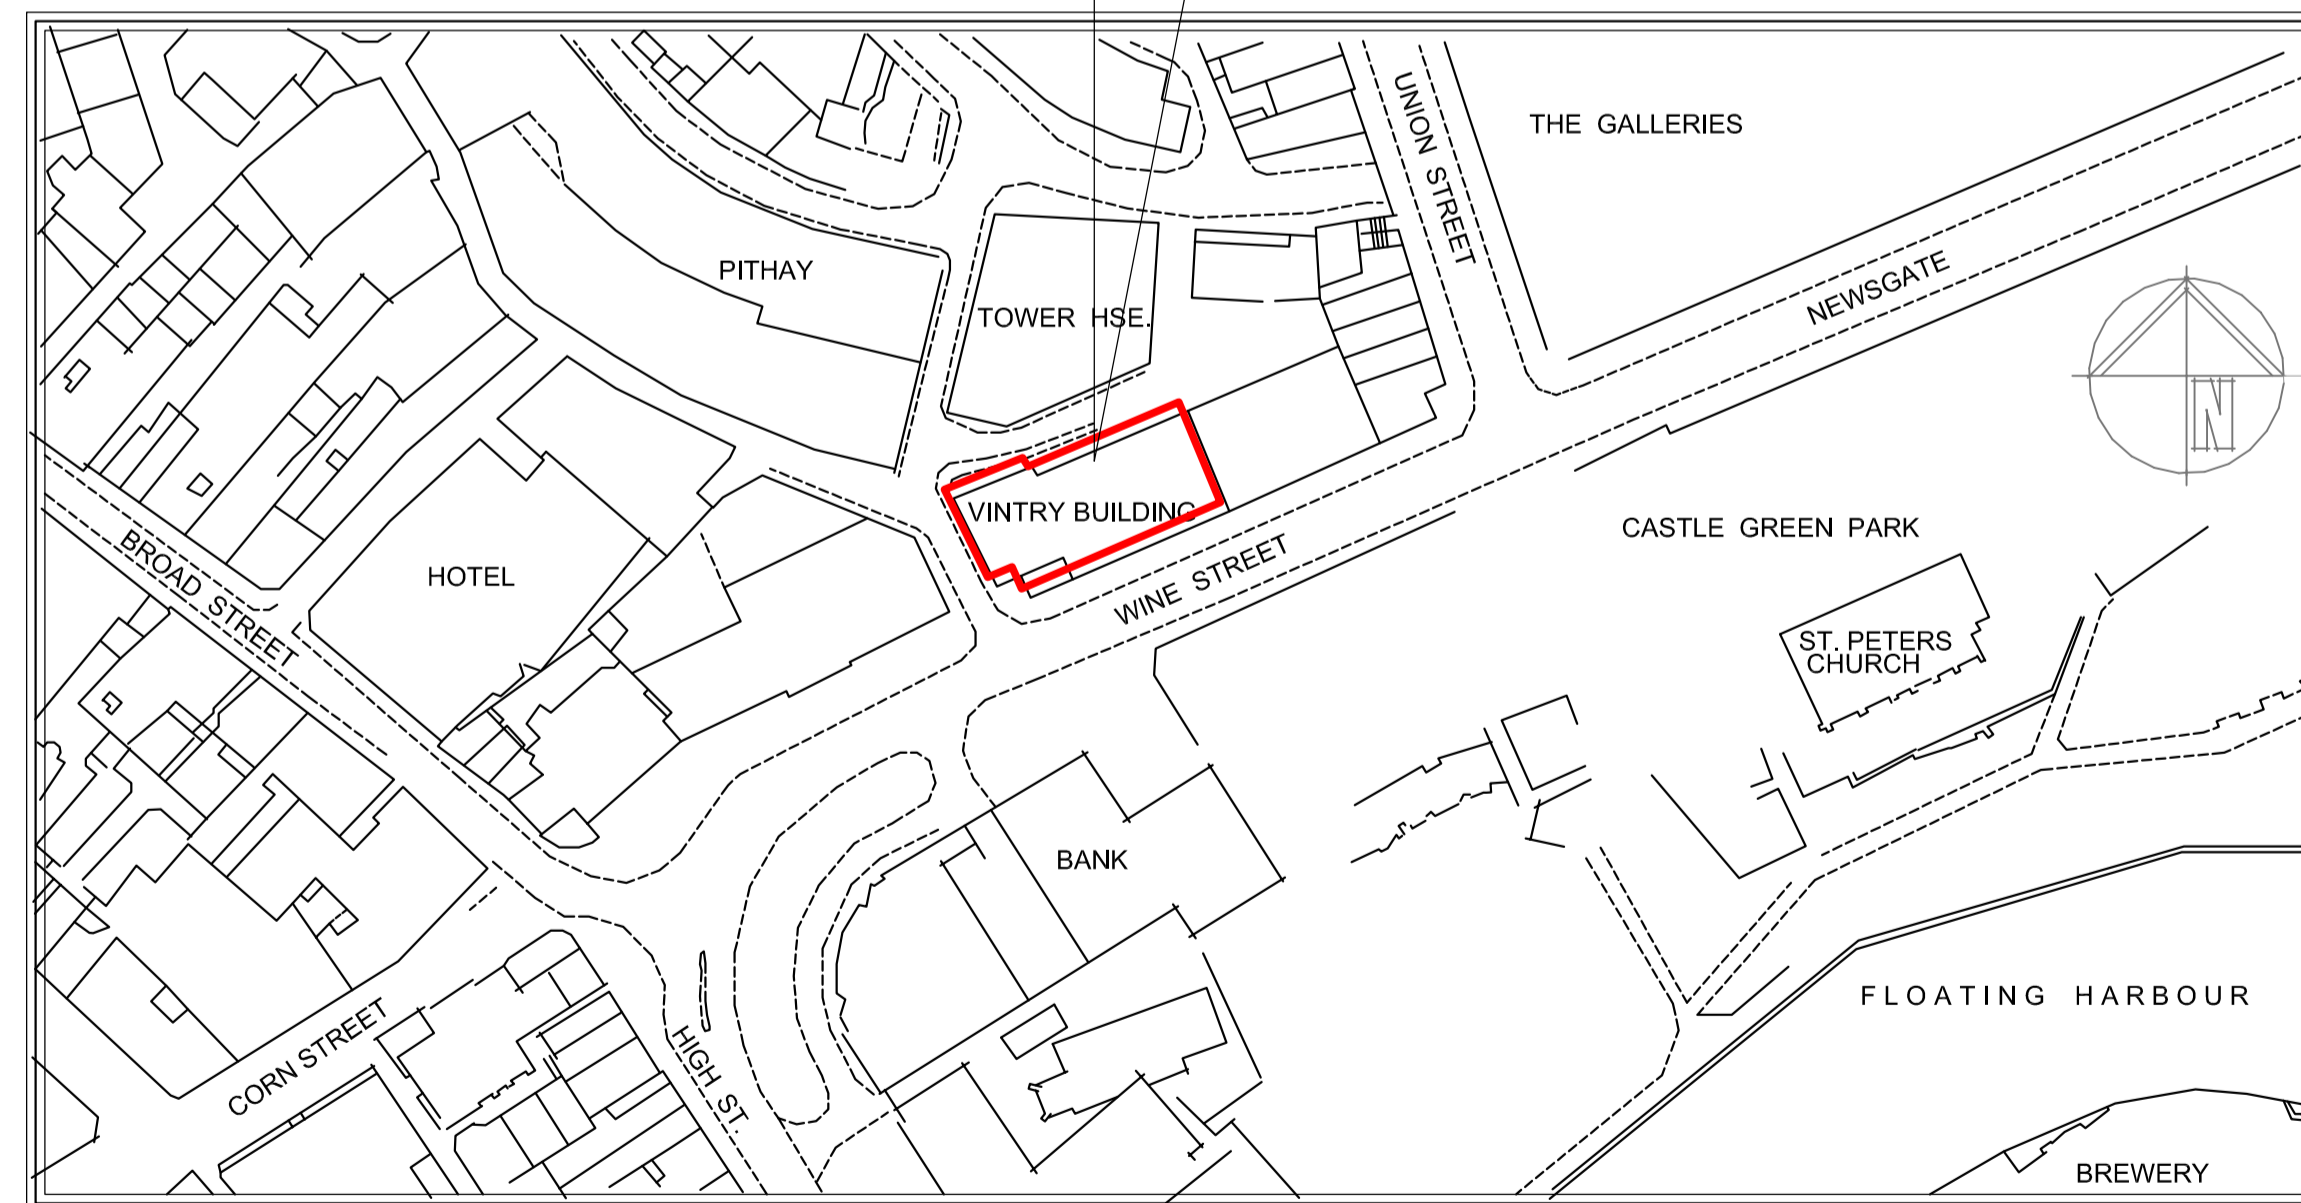 UNION STREET
THE GALLERIES
PITHAY
TOWER HSE.
NEWSGATE
N
VINTRY BUILDING
CASTLE GREEN PARK
BROAD STREET
HOTEL
WINE STREET
ST. PETERS
CHURCH
BANK
FLOATING HARBOUR
CORN STREET
HIGH ST.
BREWERY